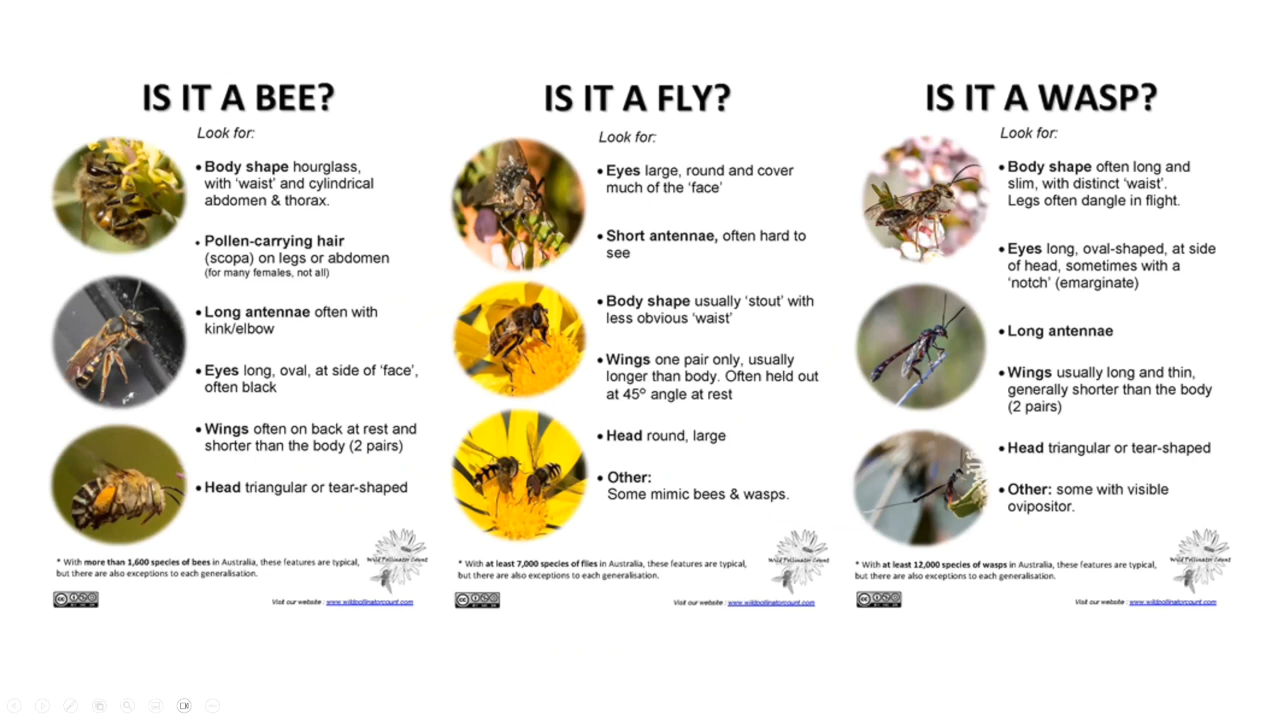 IS IT A BEE?
Look for:
• Body shape hourglass,
with ‘waist’ and cylindrical
abdomen & thorax.
• Pollen-carrying hair
(scopa) on legs or abdomen
(for many females, not all)
• Long antennae often with
kink/elbow
• Eyes long, oval, at side of ‘face’,
often black
• Wings often on back at rest and
shorter than the body (2 pairs)
• Head triangular or tear-shaped
Wild Pollinator Count
* With more than 1,600 species of bees in Australia, these features are typical,
but there are also exceptions to each generalisation.
Visit our website : www.wildpollinatorcount.com
IS IT A FLY?
Look for:
• Eyes large, round and cover
much of the ‘face’
• Short antennae, often hard to
see
• Body shape usually ‘stout’ with
less obvious ‘waist’
• Wings one pair only, usually
longer than body. Often held out
at 45º angle at rest
• Head round, large
• Other:
Some mimic bees & wasps.
Wild Pollinator Count
* With at least 7,000 species of flies in Australia, these features are typical,
but there are also exceptions to each generalisation.
Visit our website : www.wildpollinatorcount.com
IS IT A WASP?
Look for:
• Body shape often long and
slim, with distinct ‘waist’.
Legs often dangle in flight.
• Eyes long, oval-shaped, at side
of head, sometimes with a
‘notch’ (emarginate)
• Long antennae
• Wings usually long and thin,
generally shorter than the body
(2 pairs)
• Head triangular or tear-shaped
• Other: some with visible
ovipositor.
Wild Pollinator Count
* With at least 12,000 species of wasps in Australia, these features are typical,
but there are also exceptions to each generalisation.
Visit our website : www.wildpollinatorcount.com